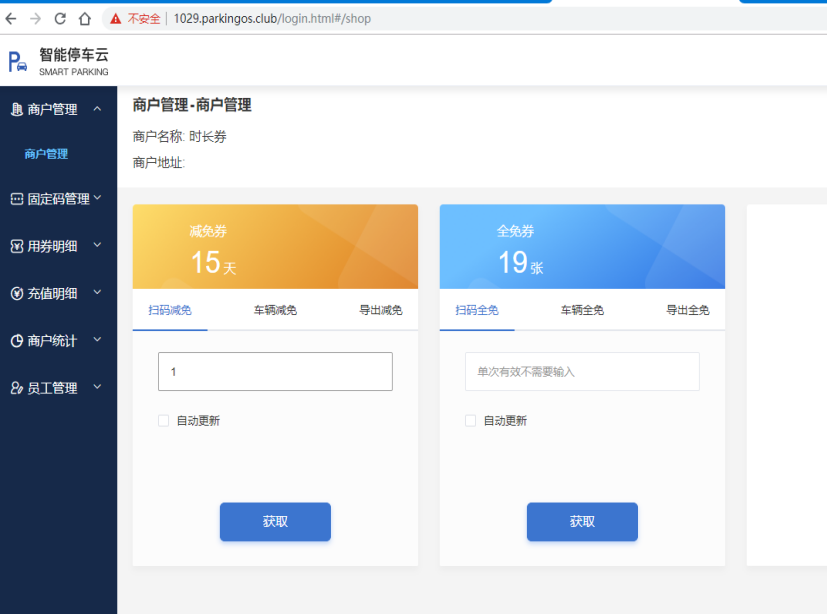 不安全 1029.parkingos.club/login.html#/shop
智能停车云
SMART PARKING
商户管理
商户管理
固定码管理
用券明细
充值明细
商户统计
员工管理
商户管理-商户管理
商户名称: 时长券
商户地址:
减免券
15天
扫码减免 车辆减免 导出减免
1
自动更新
获取
全免券
19张
扫码全免 车辆全免 导出全免
单次有效不需要输入
自动更新
获取